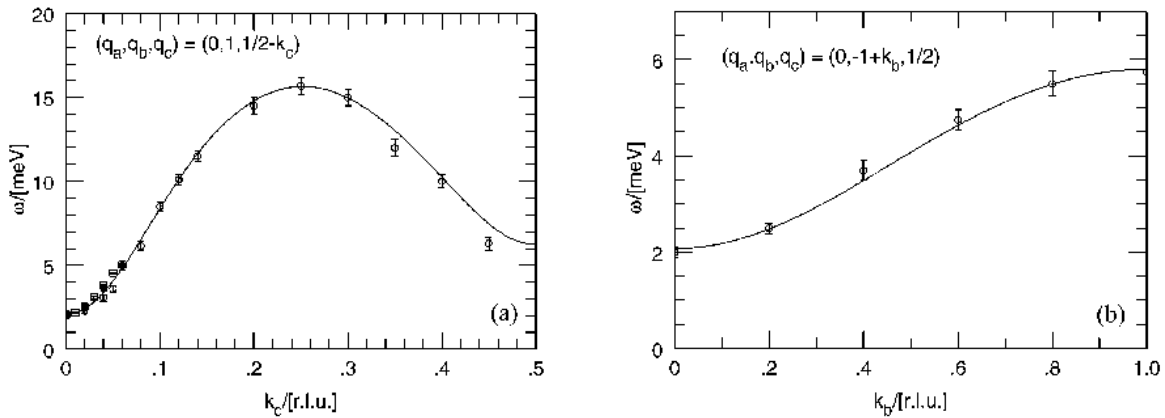 20
15
10
5
0
ω/[meV]
(q_a,q_b,q_c) = (0,1,1/2-k_c)
(a)
0 .1 .2 .3 .4 .5
k_c/[r.l.u.]
6
4
2
0
ω/[meV]
(q_a.q_b,q_c) = (0,-1+k_b,1/2)
(b)
0 .2 .4 .6 .8 1.0
k_b/[r.l.u.]